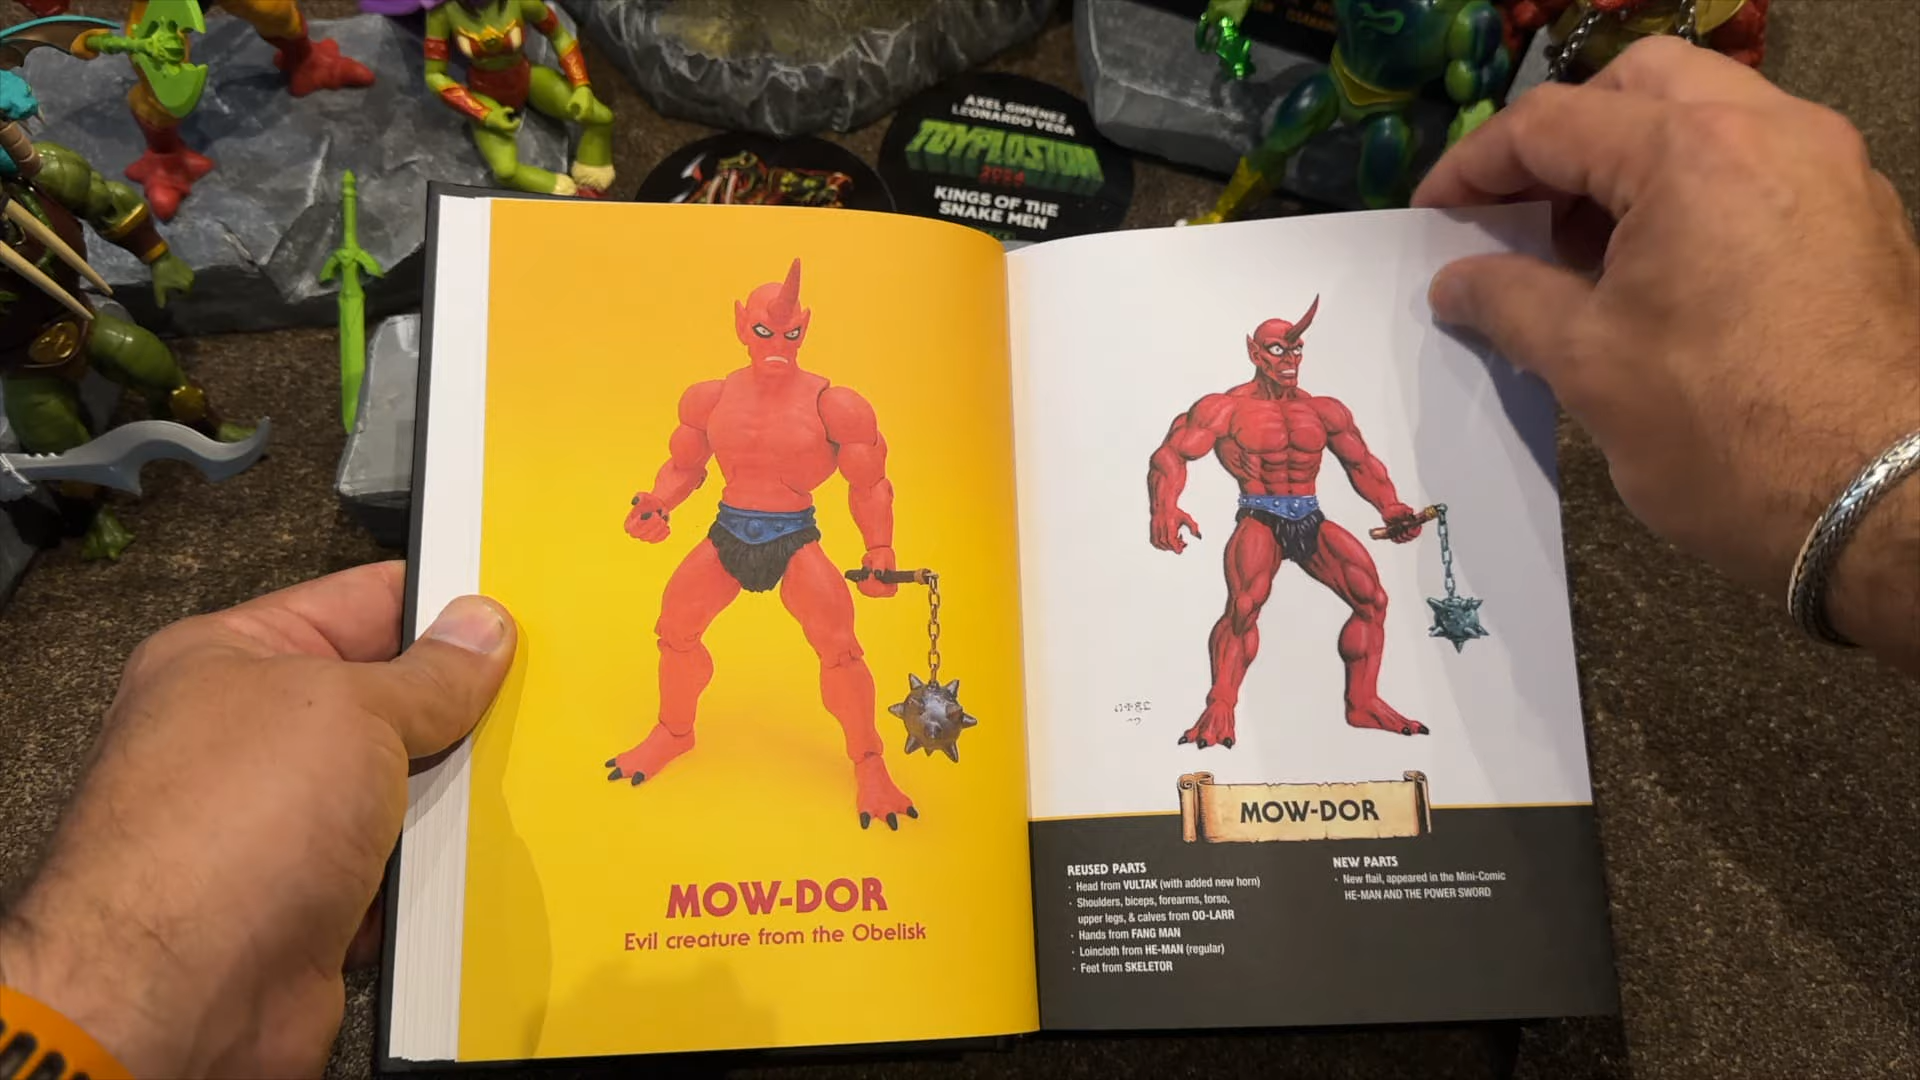 AXEL GIMÉNEZ
LEONARDO VEGA
TOYPLOSION
2024
KINGS OF THE
SNAKE MEN
MOW-DOR
Evil creature from the Obelisk
MOW-DOR
REUSED PARTS
· Head from VULTAK (with added new horn)
· Shoulders, biceps, forearms, torso,
upper legs, & calves from OO-LARR
· Hands from FANG MAN
· Loincloth from HE-MAN (regular)
· Feet from SKELETOR
NEW PARTS
· New flail, appeared in the Mini-Comic
HE-MAN AND THE POWER SWORD